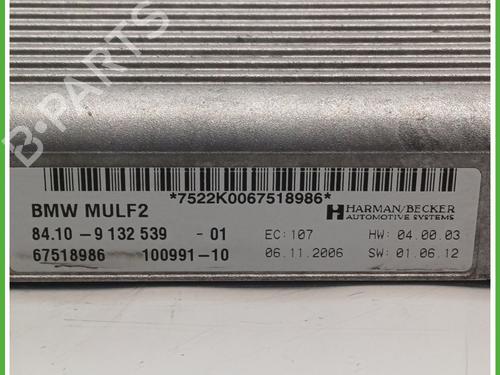 B-PARTS
*7522K0067518986*
BMW MULF2
HARMAN/BECKER
AUTOMOTIVE SYSTEMS
84.10 - 9 132 539 - 01
EC: 107
HW: 04.00.03
67518986
100991-10
06.11.2006
SW: 01.06.12